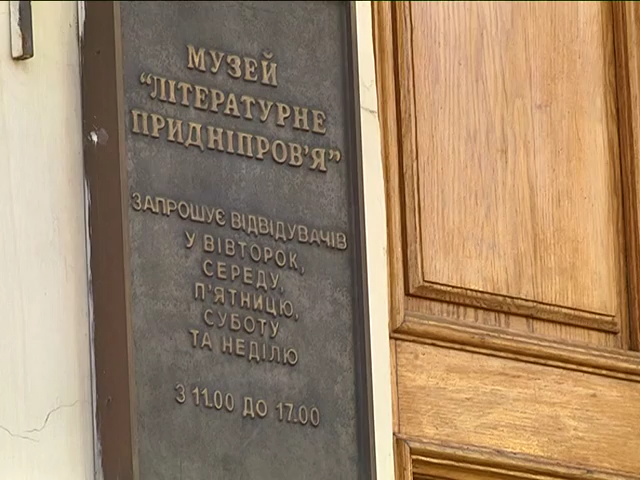 МУЗЕЙ
“ЛІТЕРАТУРНЕ
ПРИДНІПРОВ'Я”
ЗАПРОШУЄ ВІДВІДУВАЧІВ
У ВІВТОРОК,
СЕРЕДУ,
П'ЯТНИЦЮ,
СУБОТУ
ТА НЕДІЛЮ
З 11.00 ДО 17.00